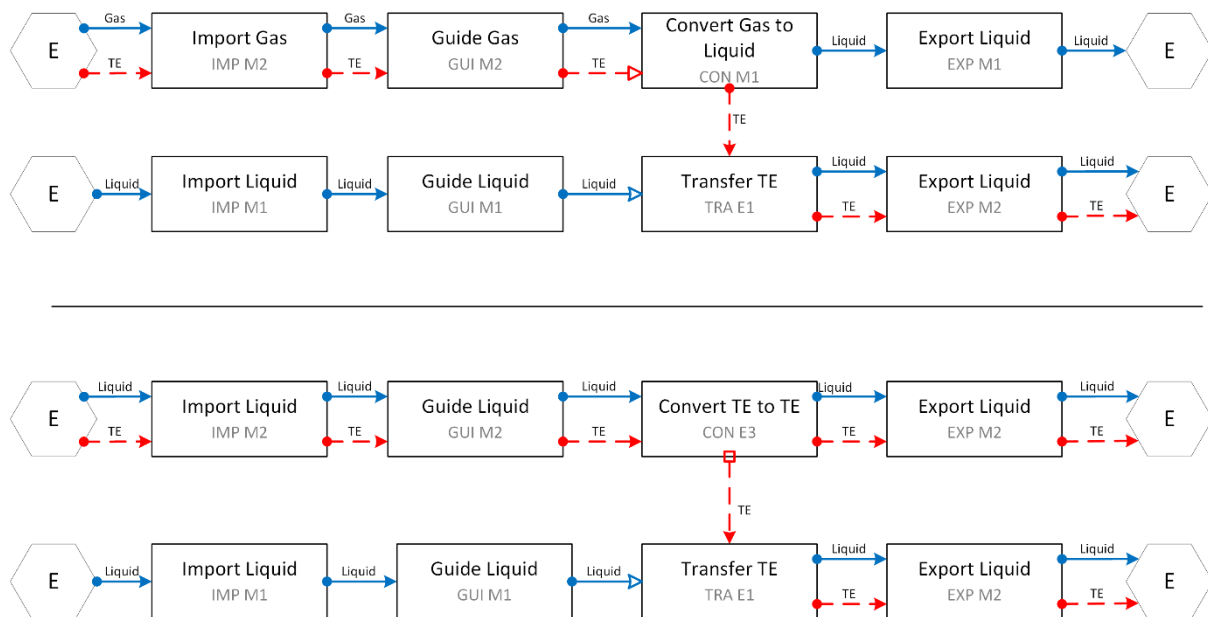 Gas Gas Gas
E Import Gas Guide Gas Convert Gas to Liquid Export Liquid Liquid E
IMP M2 GUI M2 Liquid EXP M1
TE TE TE CON M1
TE
Liquid Liquid
E Liquid Import Liquid Liquid Guide Liquid Liquid Transfer TE Export Liquid E
IMP M1 GUI M1 TRA E1 EXP M2
TE TE
Liquid Liquid Liquid Liquid Liquid
E Import Liquid Guide Liquid Convert TE to TE Export Liquid E
IMP M2 GUI M2 CON E3 EXP M2
TE TE TE TE TE
TE
Liquid Liquid
E Liquid Import Liquid Liquid Guide Liquid Liquid Transfer TE Export Liquid E
IMP M1 GUI M1 TRA E1 EXP M2
TE TE